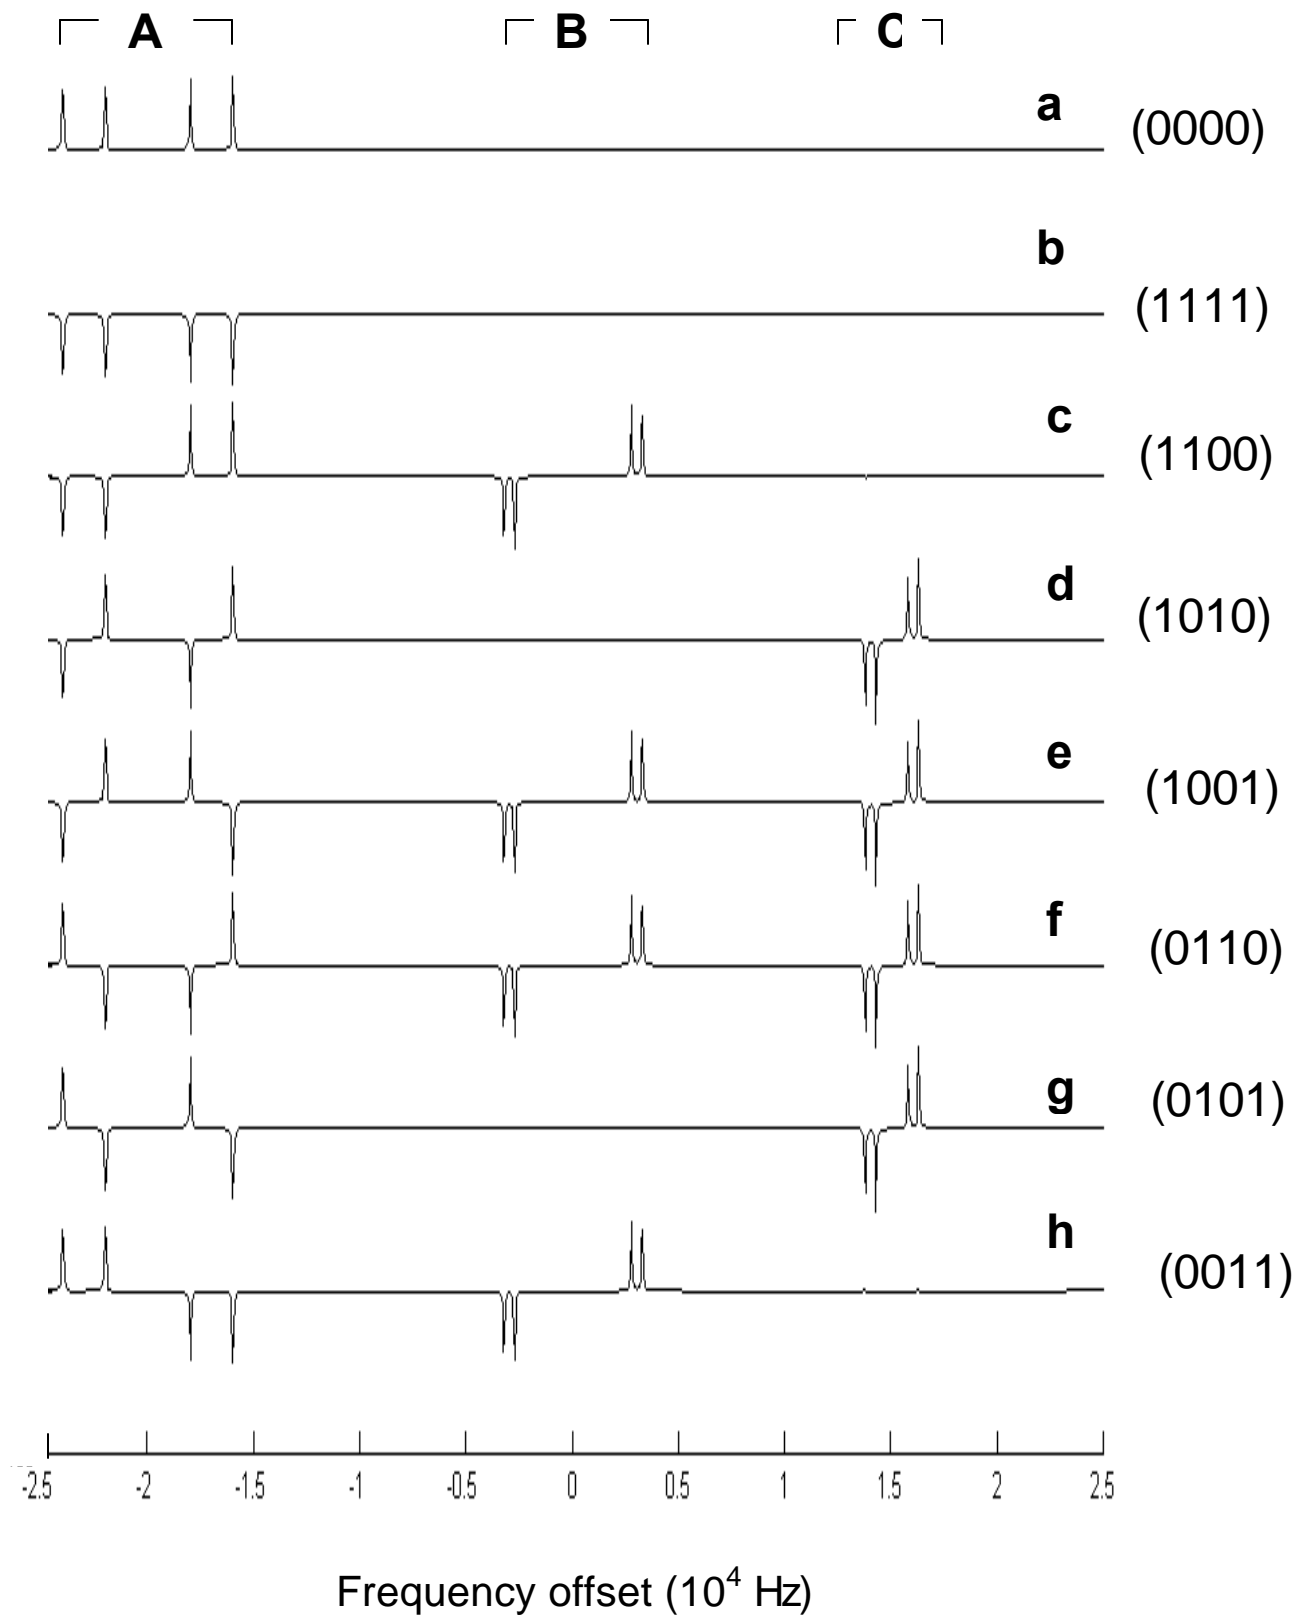 A B C
a (0000)
b (1111)
c (1100)
d (1010)
e (1001)
f (0110)
g (0101)
h (0011)
-2.5 -2 -1.5 -1 -0.5 0 0.5 1 1.5 2 2.5
Frequency offset (10⁴ Hz)